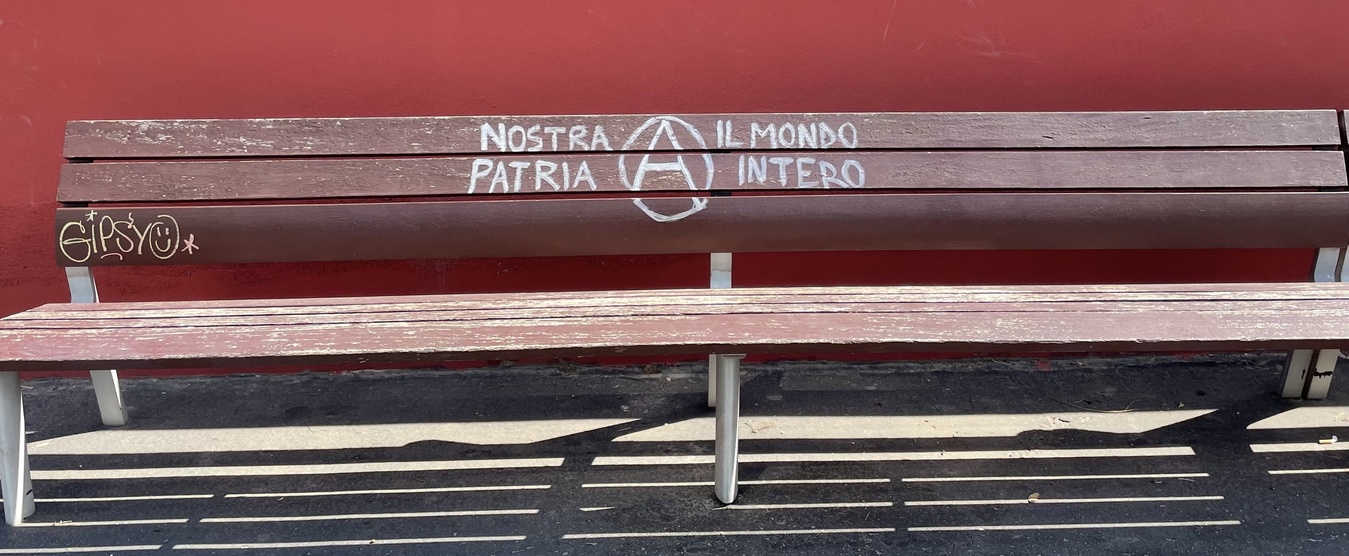 NOSTRA Ⓐ IL MONDO
PATRIA INTERO
GiPSY